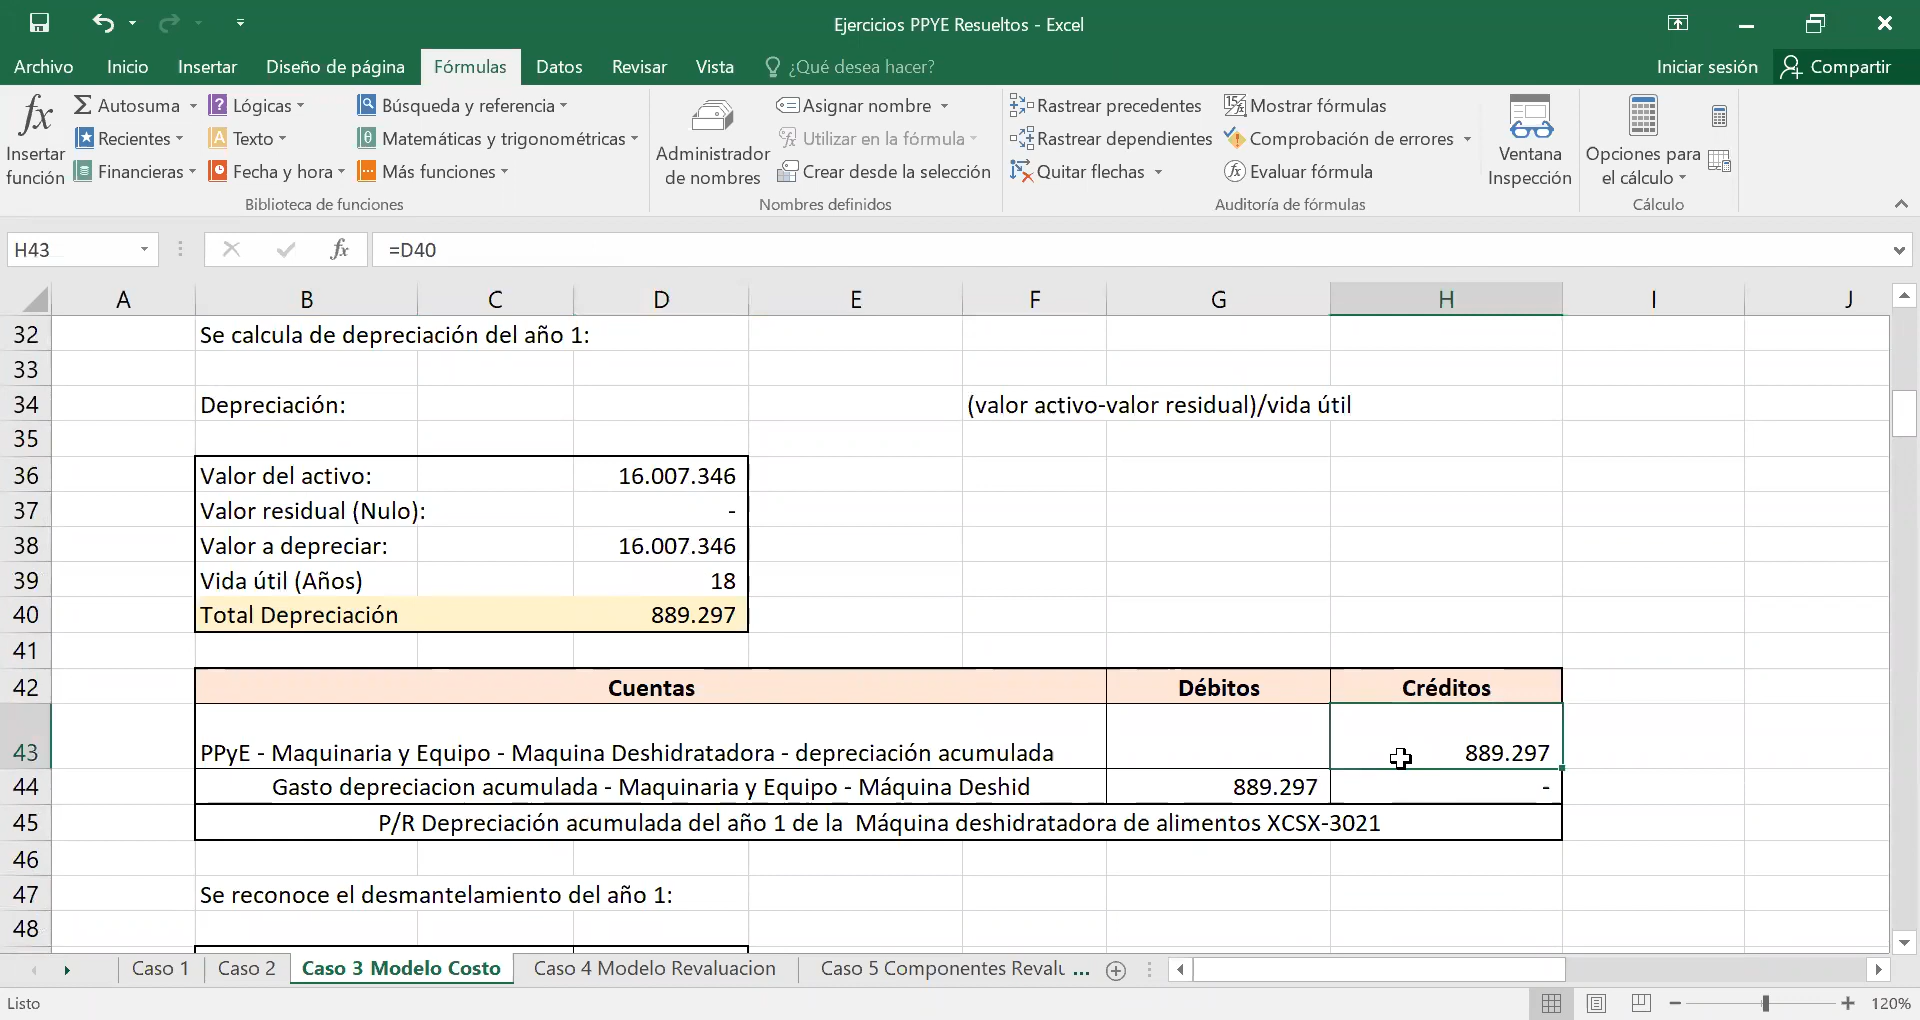 Ejercicios PPYE Resueltos - Excel
Archivo Inicio Insertar Diseño de página Fórmulas Datos Revisar Vista ¿Qué desea hacer? Iniciar sesión Compartir
Insertar función
Autosuma
Recientes
Financieras
Lógicas
Texto
Fecha y hora
Búsqueda y referencia
Matemáticas y trigonométricas
Más funciones
Biblioteca de funciones
Administrador de nombres
Asignar nombre
Utilizar en la fórmula
Crear desde la selección
Nombres definidos
Rastrear precedentes
Rastrear dependientes
Quitar flechas
Mostrar fórmulas
Comprobación de errores
Evaluar fórmula
Auditoría de fórmulas
Ventana Inspección
Opciones para el cálculo
Cálculo
H43 fx =D40
A B C D E F G H I J
32 Se calcula de depreciación del año 1:
33
34 Depreciación: (valor activo-valor residual)/vida útil
35
36 Valor del activo: 16.007.346
37 Valor residual (Nulo): -
38 Valor a depreciar: 16.007.346
39 Vida útil (Años) 18
40 Total Depreciación 889.297
41
42 Cuentas Débitos Créditos
43 PPyE - Maquinaria y Equipo - Maquina Deshidratadora - depreciación acumulada 889.297
44 Gasto depreciacion acumulada - Maquinaria y Equipo - Máquina Deshid 889.297 -
45 P/R Depreciación acumulada del año 1 de la Máquina deshidratadora de alimentos XCSX-3021
46
47 Se reconoce el desmantelamiento del año 1:
48
Caso 1 Caso 2 Caso 3 Modelo Costo Caso 4 Modelo Revaluacion Caso 5 Componentes Revalu ...
Listo 120%